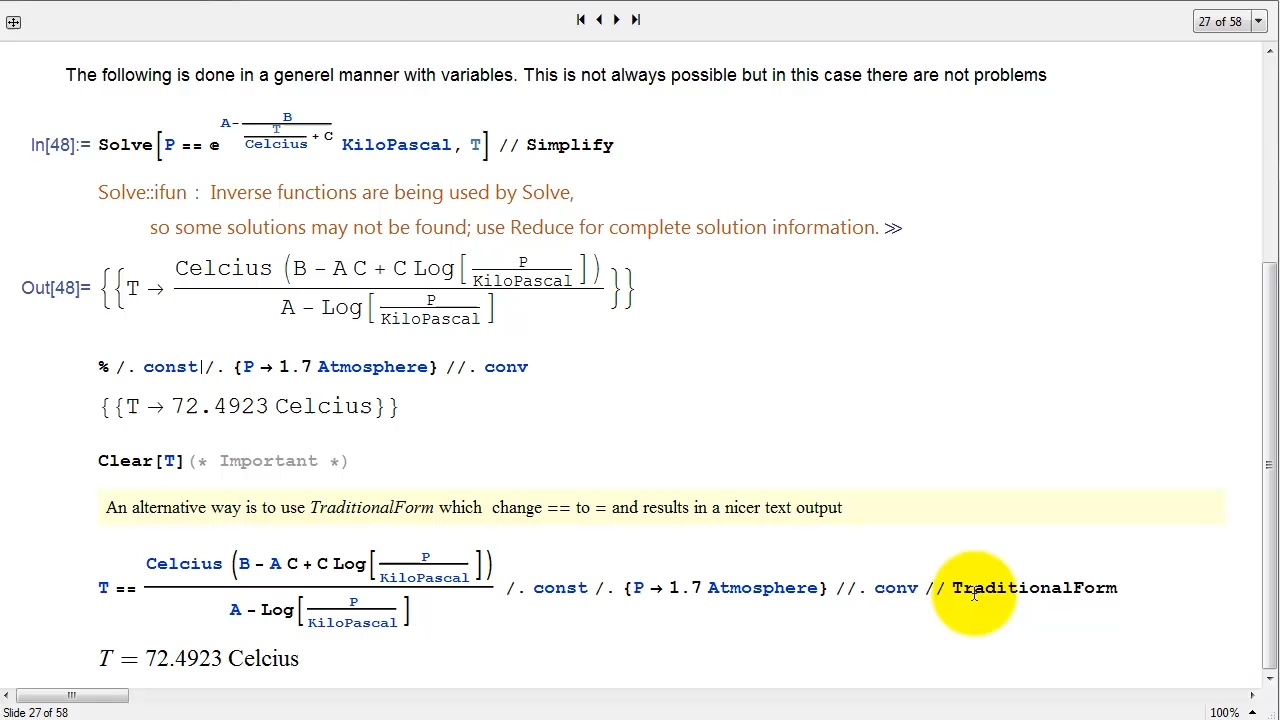 27 of 58
The following is done in a generel manner with variables. This is not always possible but in this case there are not problems
In[48]:= Solve[P == e^(A - B/(T/Celcius + C)) KiloPascal, T] // Simplify
Solve::ifun : Inverse functions are being used by Solve,
so some solutions may not be found; use Reduce for complete solution information. ≫
Out[48]= {{T → Celcius (B - A C + C Log[P/KiloPascal]) / (A - Log[P/KiloPascal])}}
% /. const /. {P → 1.7 Atmosphere} //. conv
{{T → 72.4923 Celcius}}
Clear[T](* Important *)
An alternative way is to use TraditionalForm which change == to = and results in a nicer text output
T == Celcius (B - A C + C Log[P/KiloPascal]) / (A - Log[P/KiloPascal]) /. const /. {P → 1.7 Atmosphere} //. conv // TraditionalForm
T = 72.4923 Celcius
Slide 27 of 58
100%